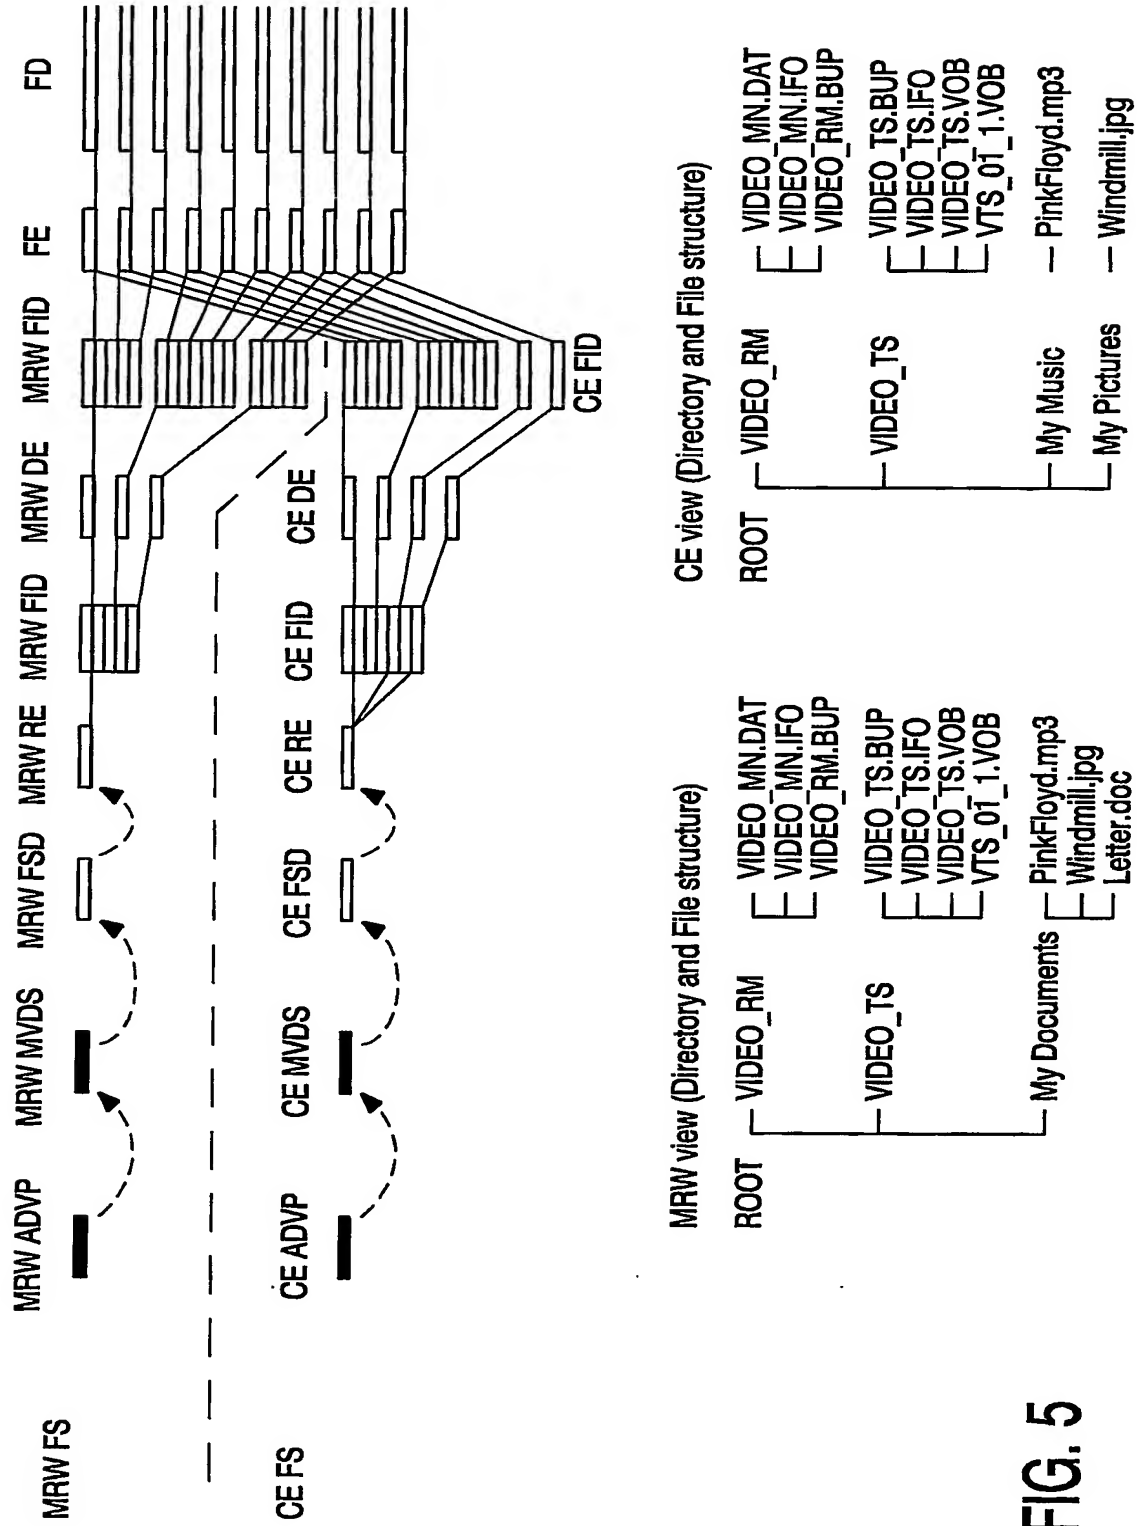 MRW FS
MRW ADVP MRW MVDS MRW FSD MRW RE MRW FID MRW DE MRW FID FE FD
CE FS
CE ADVP CE MVDS CE FSD CE RE CE FID CE DE
CE FID
MRW view (Directory and File structure)
ROOT
VIDEO_RM
VIDEO_MN.DAT
VIDEO_MN.IFO
VIDEO_RM.BUP
VIDEO_TS
VIDEO_TS.BUP
VIDEO_TS.IFO
VIDEO_TS.VOB
VTS_01_1.VOB
My Documents
PinkFloyd.mp3
Windmill.jpg
Letter.doc
CE view (Directory and File structure)
ROOT
VIDEO_RM
VIDEO_MN.DAT
VIDEO_MN.IFO
VIDEO_RM.BUP
VIDEO_TS
VIDEO_TS.BUP
VIDEO_TS.IFO
VIDEO_TS.VOB
VTS_01_1.VOB
My Music
PinkFloyd.mp3
My Pictures
Windmill.jpg
FIG. 5